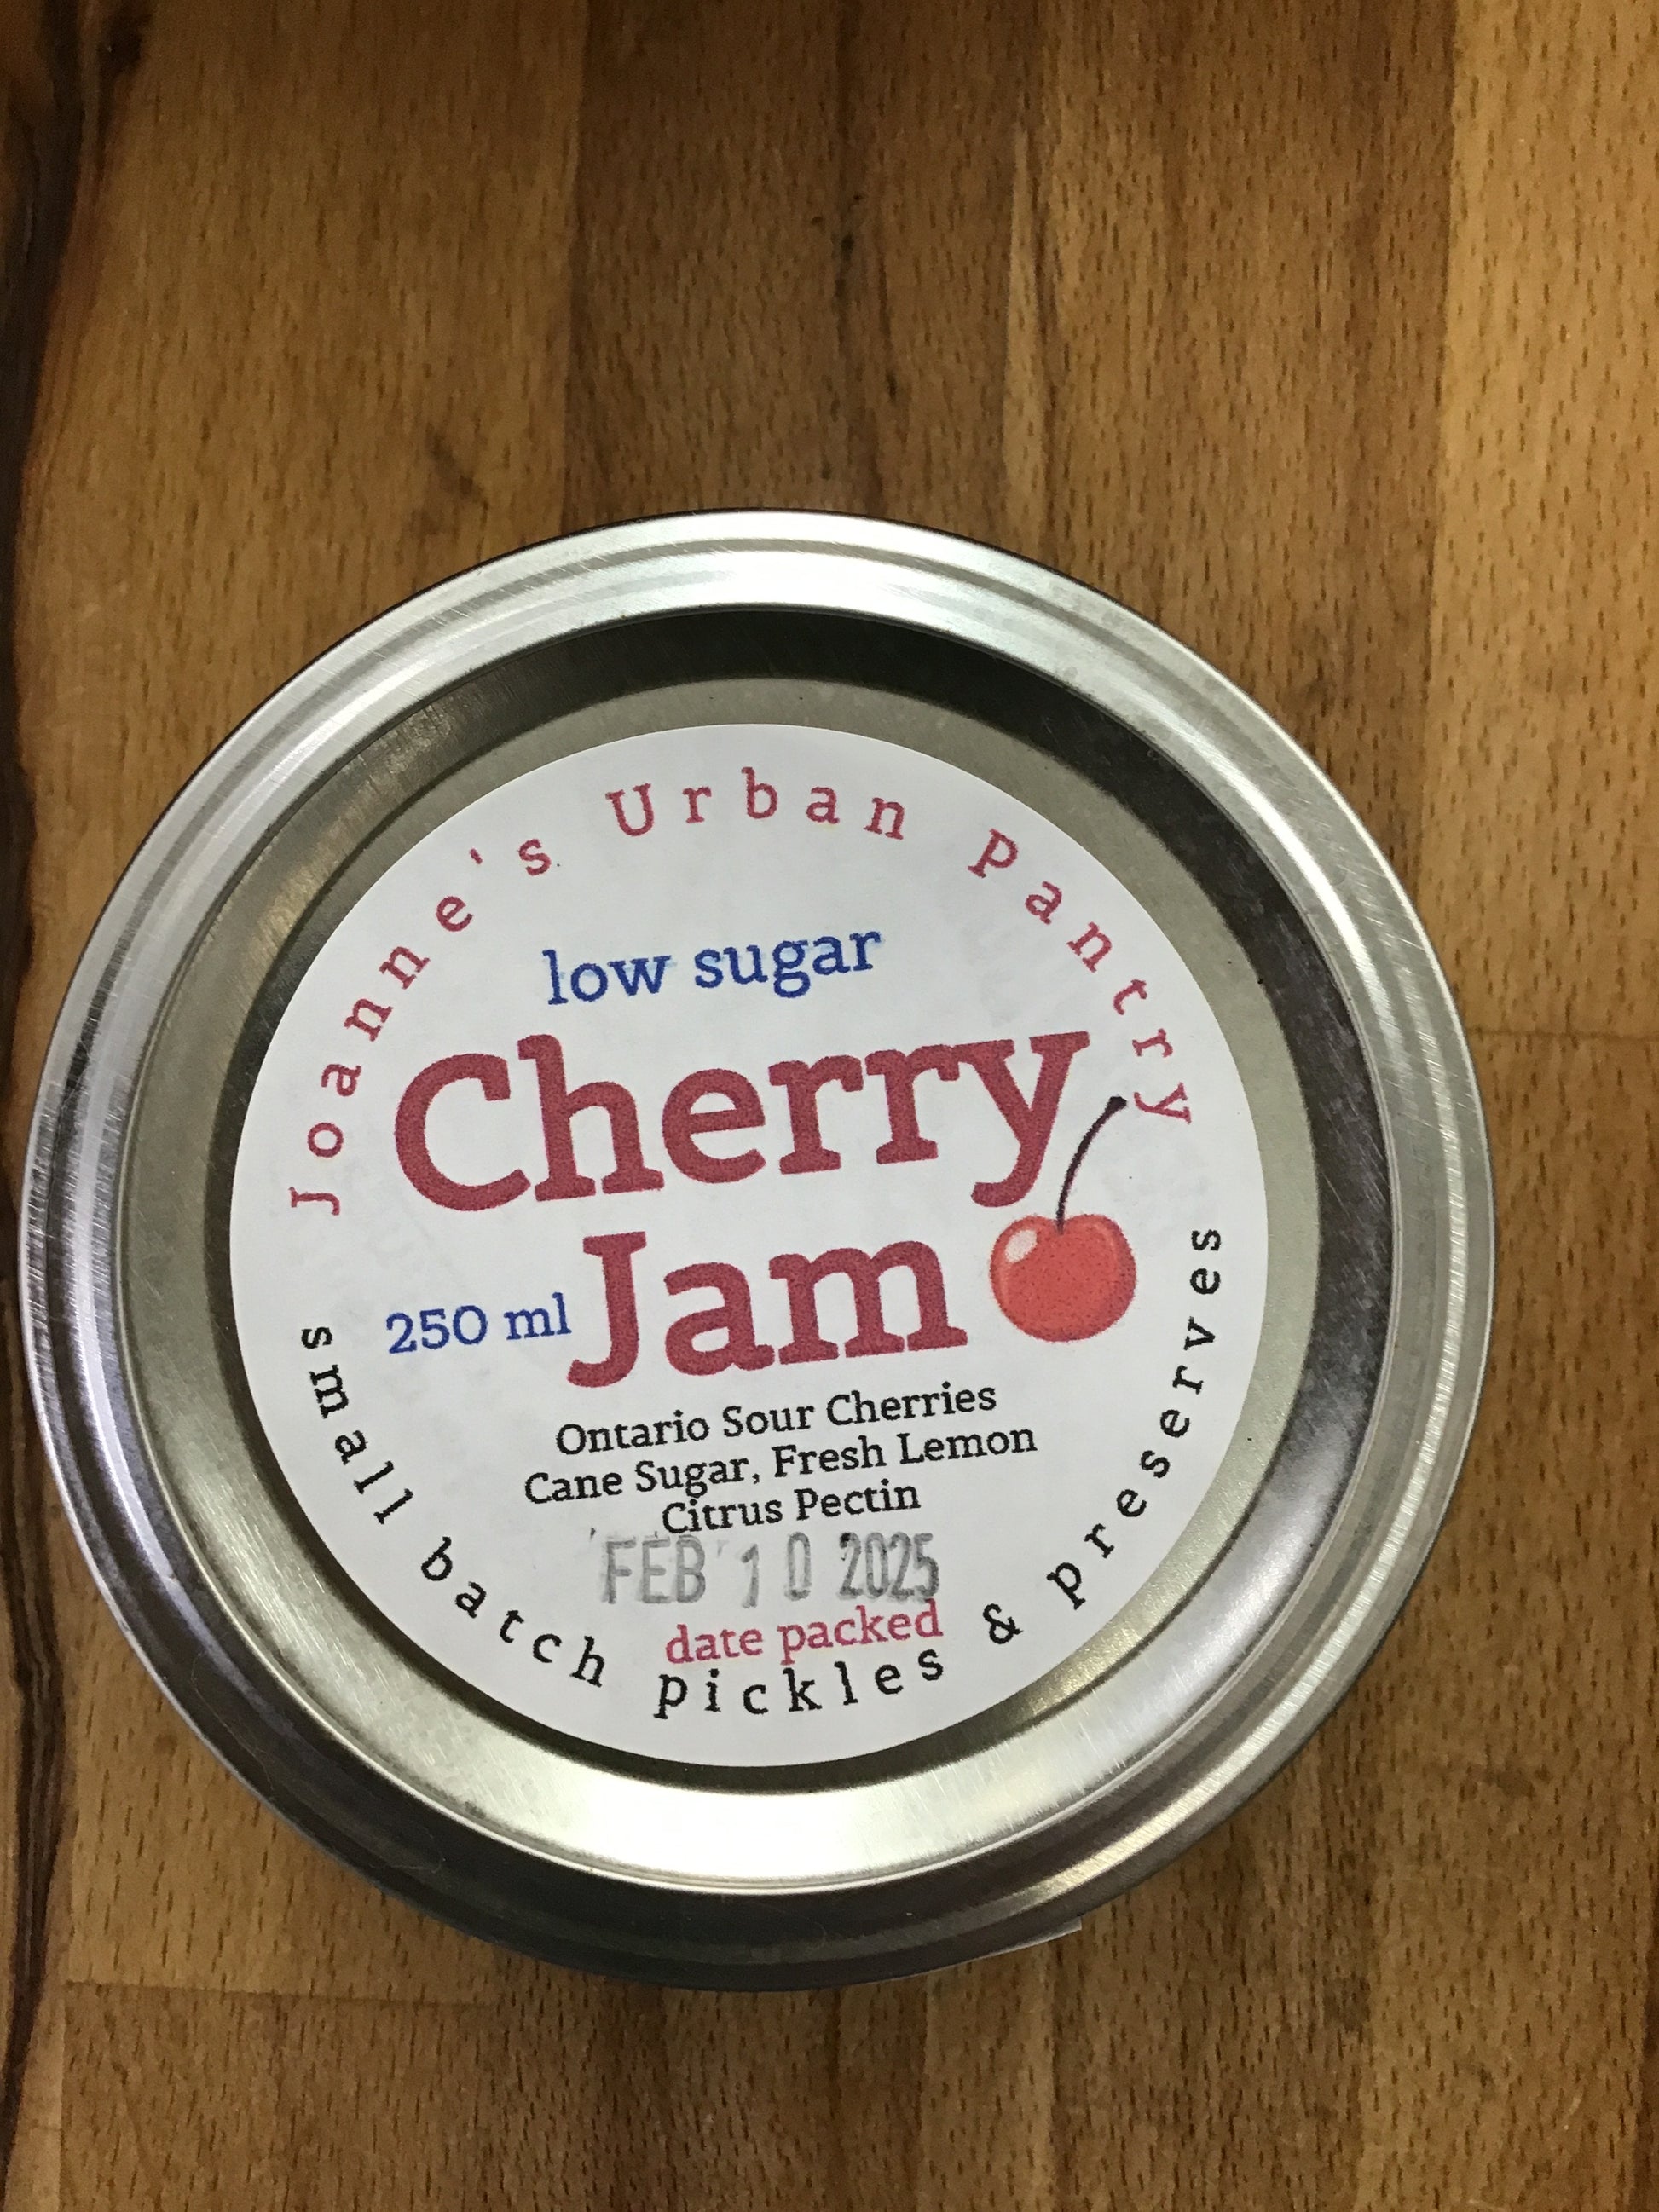 Joanne's Urban Pantry
low sugar
Cherry
Jam
250 ml
Ontario Sour Cherries
Cane Sugar, Fresh Lemon
Citrus Pectin
FEB 10 2025
date packed
small batch pickles & preserves